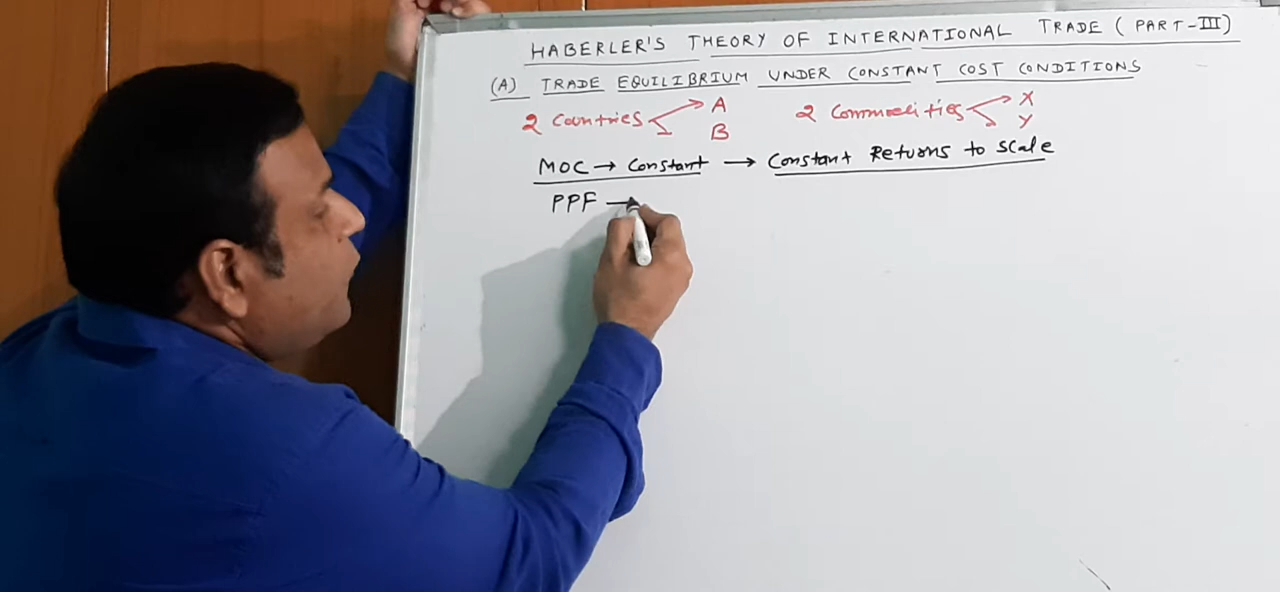 HABERLER'S THEORY OF INTERNATIONAL TRADE (PART-III)
(A) TRADE EQUILIBRIUM UNDER CONSTANT COST CONDITIONS
2 Countries A B 2 Commodities X Y
MOC → Constant → Constant Returns to Scale
PPF →